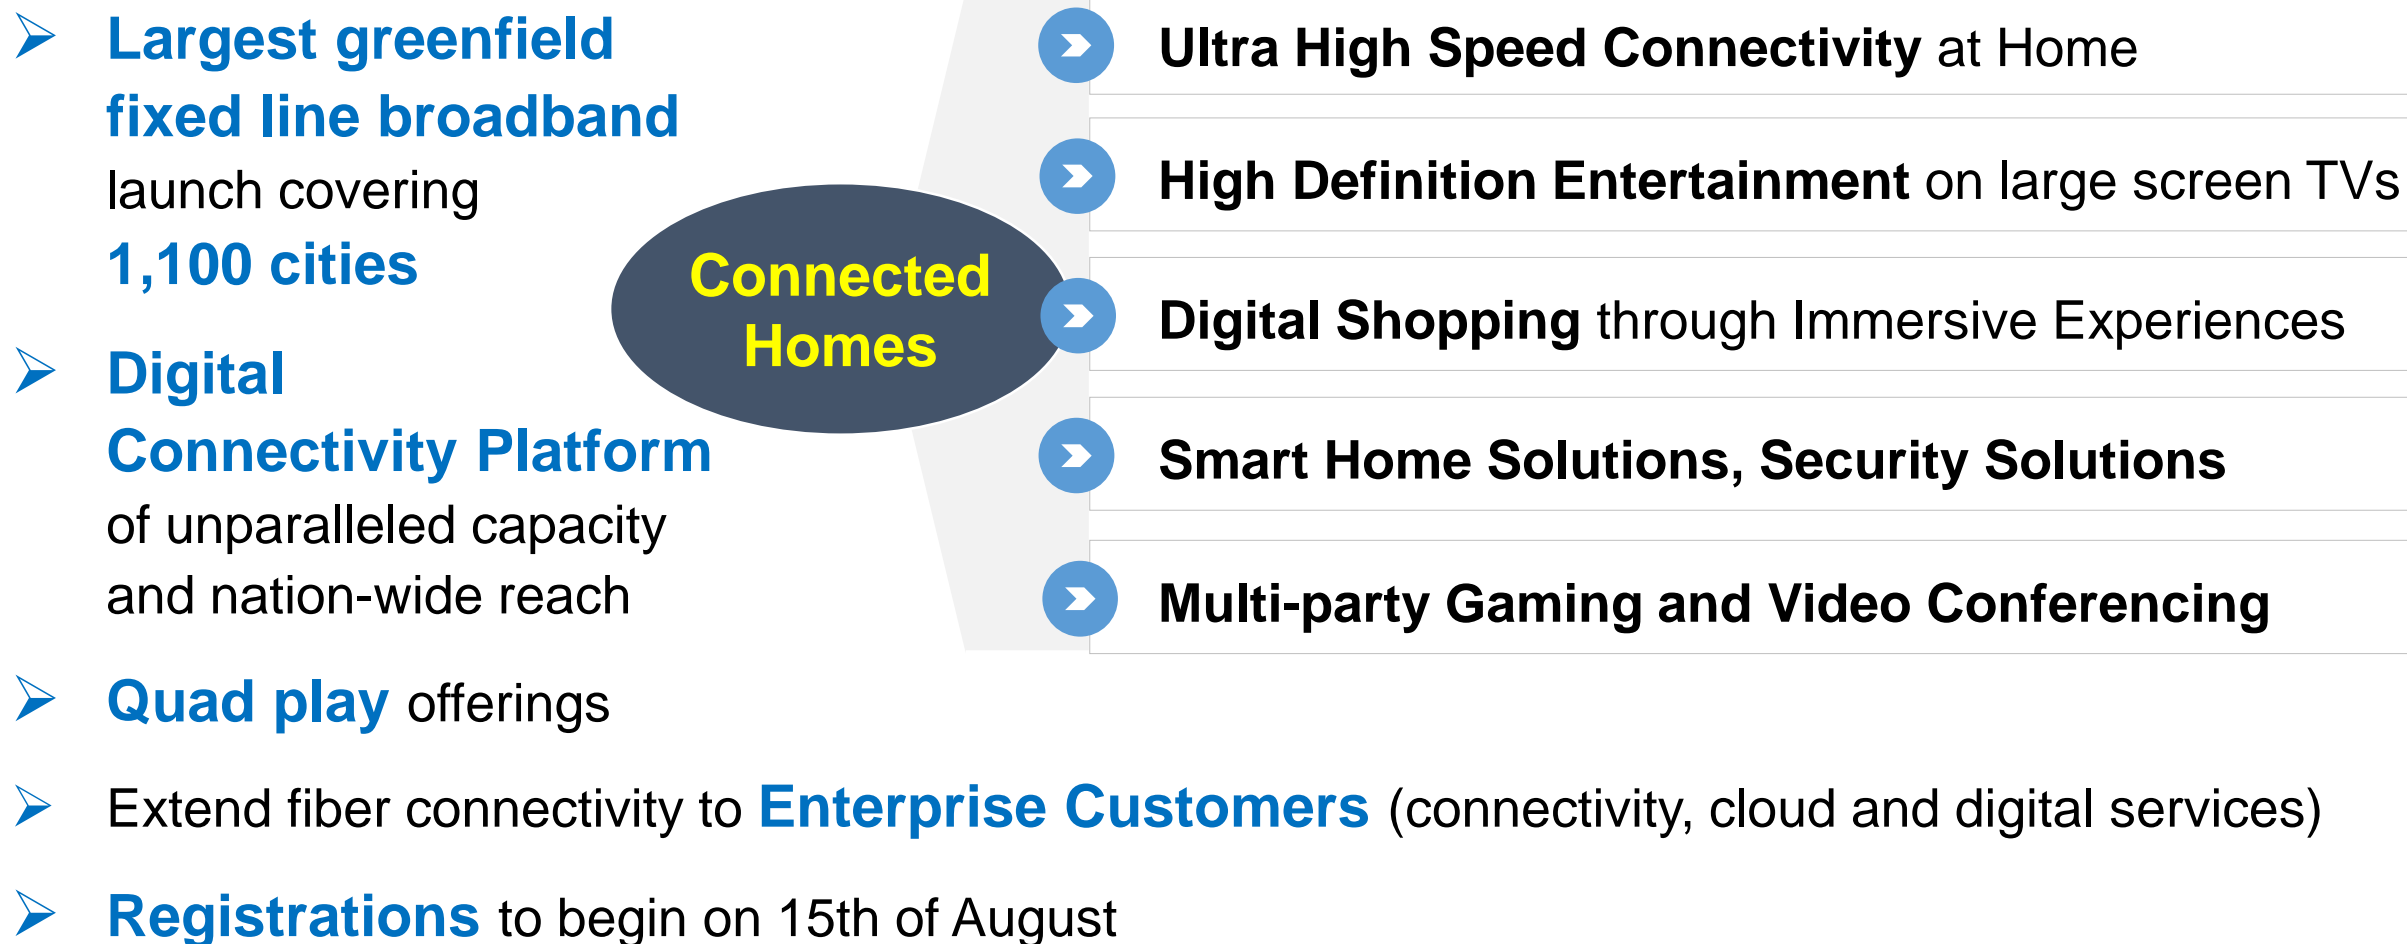 Largest greenfield
fixed line broadband
launch covering
1,100 cities
Digital
Connectivity Platform
of unparalleled capacity
and nation-wide reach
Quad play offerings
Extend fiber connectivity to Enterprise Customers (connectivity, cloud and digital services)
Registrations to begin on 15th of August
Connected
Homes
Ultra High Speed Connectivity at Home
High Definition Entertainment on large screen TVs
Digital Shopping through Immersive Experiences
Smart Home Solutions, Security Solutions
Multi-party Gaming and Video Conferencing